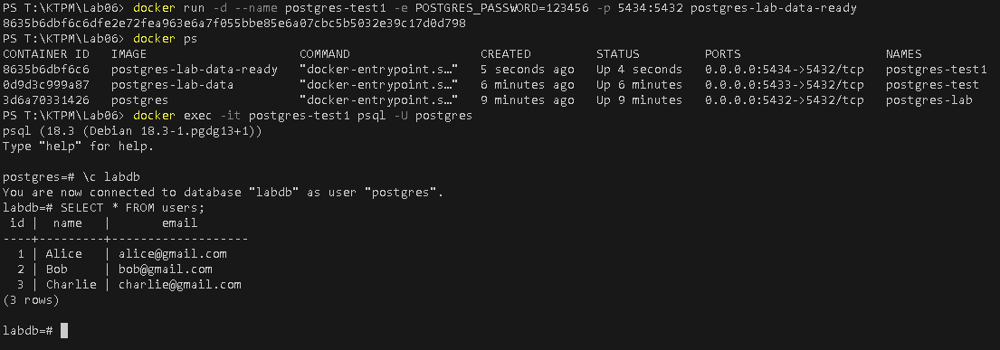 PS T:\KTPM\Lab06> docker run -d --name postgres-test1 -e POSTGRES_PASSWORD=123456 -p 5434:5432 postgres-lab-data-ready
8635b6dbf6c6dfe2e72fea963e6a7f055bbe85e6a07cbc5b5032e39c17d0d798
PS T:\KTPM\Lab06> docker ps
CONTAINER ID   IMAGE                     COMMAND                  CREATED         STATUS         PORTS                    NAMES
8635b6dbf6c6   postgres-lab-data-ready   "docker-entrypoint.s…"   5 seconds ago   Up 4 seconds   0.0.0.0:5434->5432/tcp   postgres-test1
0d9d3c999a87   postgres-lab-data         "docker-entrypoint.s…"   6 minutes ago   Up 6 minutes   0.0.0.0:5433->5432/tcp   postgres-test
3d6a70331426   postgres                  "docker-entrypoint.s…"   9 minutes ago   Up 9 minutes   0.0.0.0:5432->5432/tcp   postgres-lab
PS T:\KTPM\Lab06> docker exec -it postgres-test1 psql -U postgres
psql (18.3 (Debian 18.3-1.pgdg13+1))
Type "help" for help.

postgres=# \c labdb
You are now connected to database "labdb" as user "postgres".
labdb=# SELECT * FROM users;
 id |  name   |       email
----+---------+-------------------
  1 | Alice   | alice@gmail.com
  2 | Bob     | bob@gmail.com
  3 | Charlie | charlie@gmail.com
(3 rows)

labdb=#